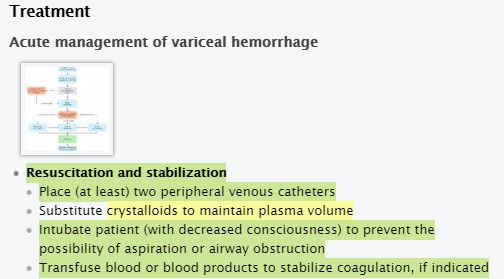 Treatment
Acute management of variceal hemorrhage
Resuscitation and stabilization
Place (at least) two peripheral venous catheters
Substitute crystalloids to maintain plasma volume
Intubate patient (with decreased consciousness) to prevent the
possibility of aspiration or airway obstruction
Transfuse blood or blood products to stabilize coagulation, if indicated